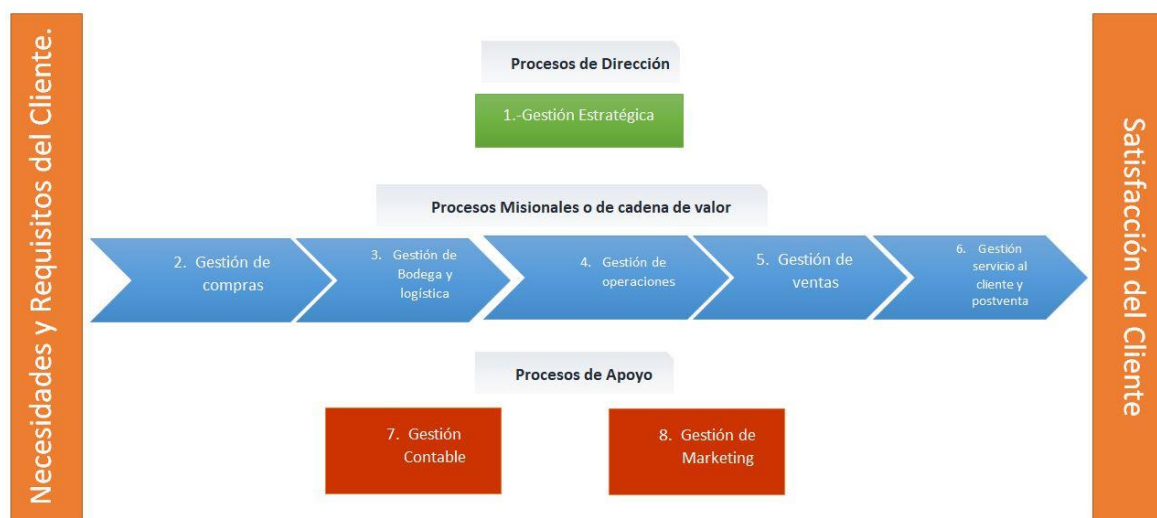 Necesidades y Requisitos del Cliente.
Procesos de Dirección
1.-Gestión Estratégica
Procesos Misionales o de cadena de valor
2. Gestión de
compras
3. Gestión de
Bodega y
logística
4. Gestión de
operaciones
5. Gestión de
ventas
6. Gestión
servicio al
cliente y
postventa
Procesos de Apoyo
7. Gestión
Contable
8. Gestión de
Marketing
Satisfacción del Cliente